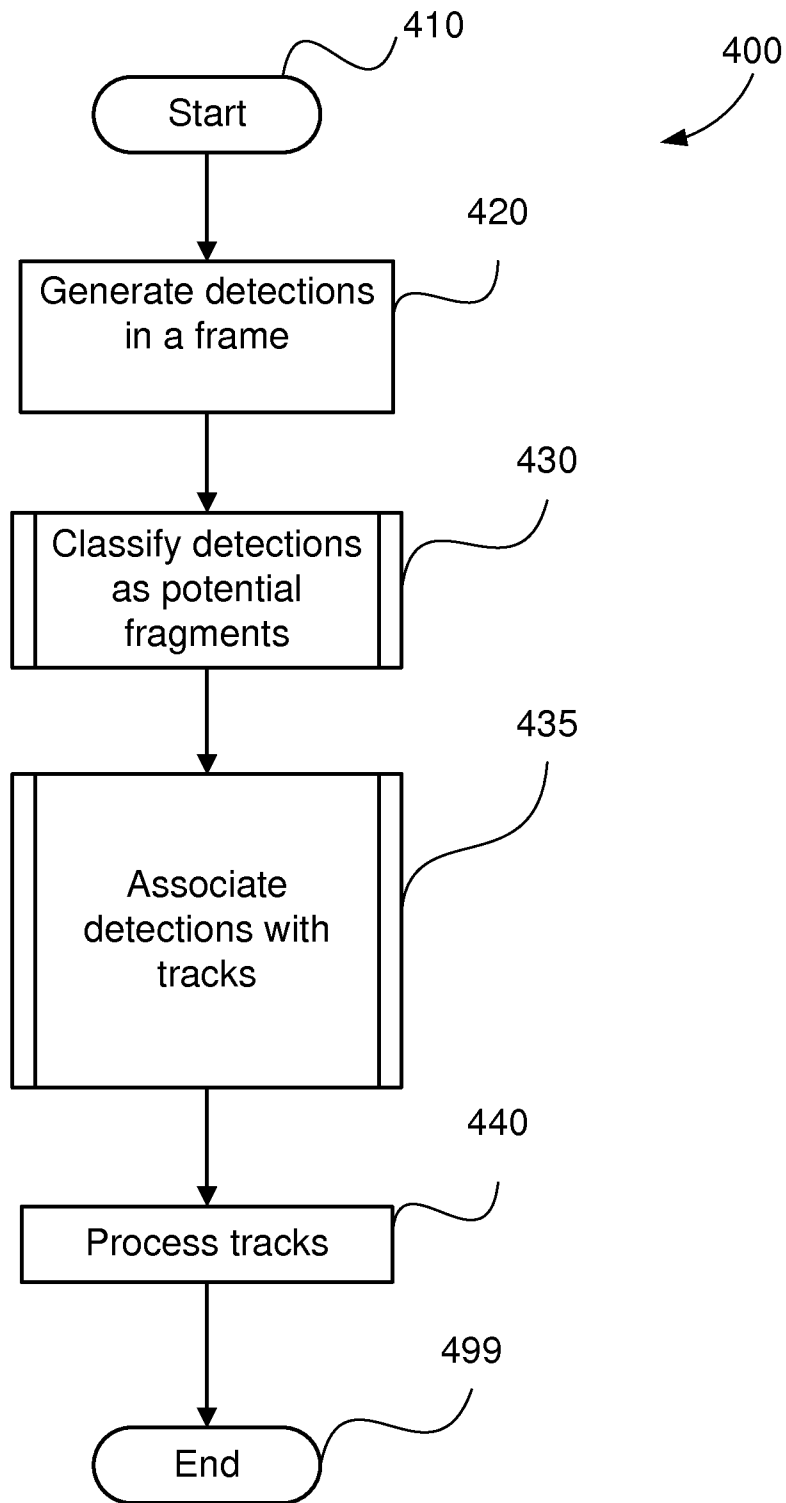 410
400
Start
420
Generate detections
in a frame
430
Classify detections
as potential
fragments
435
Associate
detections with
tracks
440
Process tracks
499
End